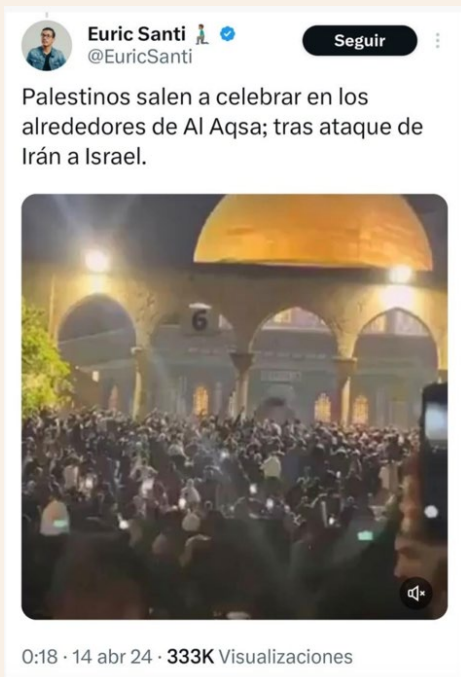 Euric Santi
@EuricSanti
Seguir
Palestinos salen a celebrar en los
alrededores de Al Aqsa; tras ataque de
Irán a Israel.
6
0:18 · 14 abr 24 · 333K Visualizaciones